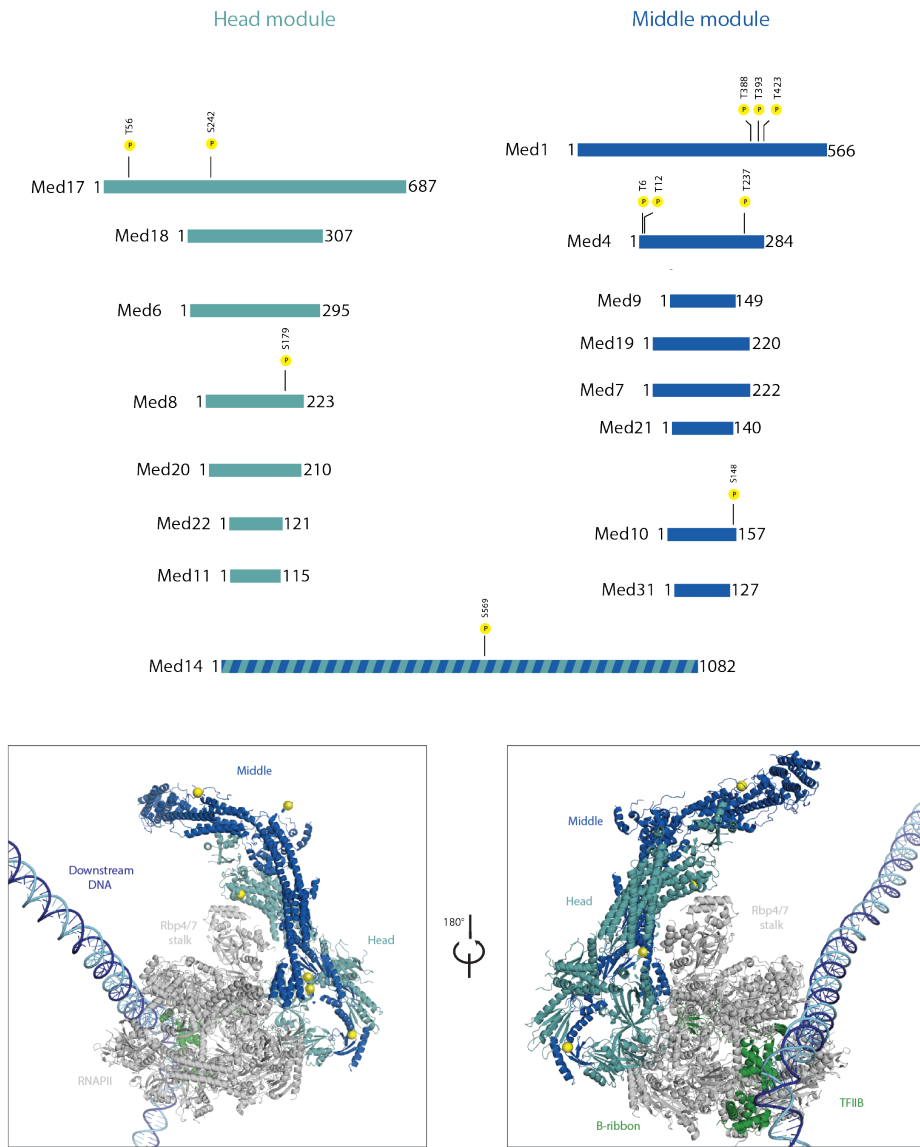 Head module
Middle module
T388
T393
T423
P
P
P
T56
S242
P
P
Med1 1 566
Med17 1 687
T6
T12
T237
P
P
P
Med18 1 307
Med4 1 284
Med9 1 149
Med6 1 295
Med19 1 220
S179
P
Med7 1 222
Med8 1 223
Med21 1 140
Med20 1 210
S148
P
Med22 1 121
Med10 1 157
Med11 1 115
Med31 1 127
S569
P
Med14 1 1082
Middle
Downstream
DNA
Rbp4/7
stalk
Head
RNAPII
180°
Middle
Head
Rbp4/7
stalk
TFIIB
B-ribbon